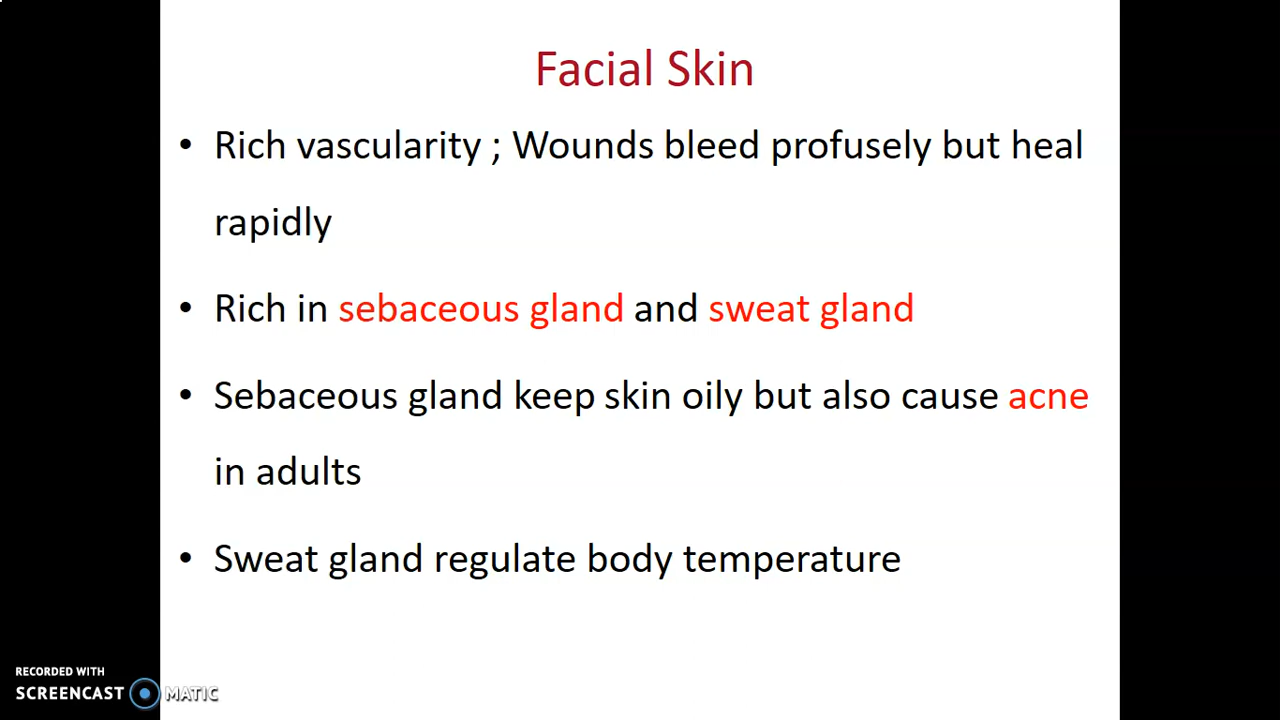 Facial Skin
• Rich vascularity ; Wounds bleed profusely but heal
rapidly
• Rich in sebaceous gland and sweat gland
• Sebaceous gland keep skin oily but also cause acne
in adults
• Sweat gland regulate body temperature
RECORDED WITH
SCREENCAST MATIC